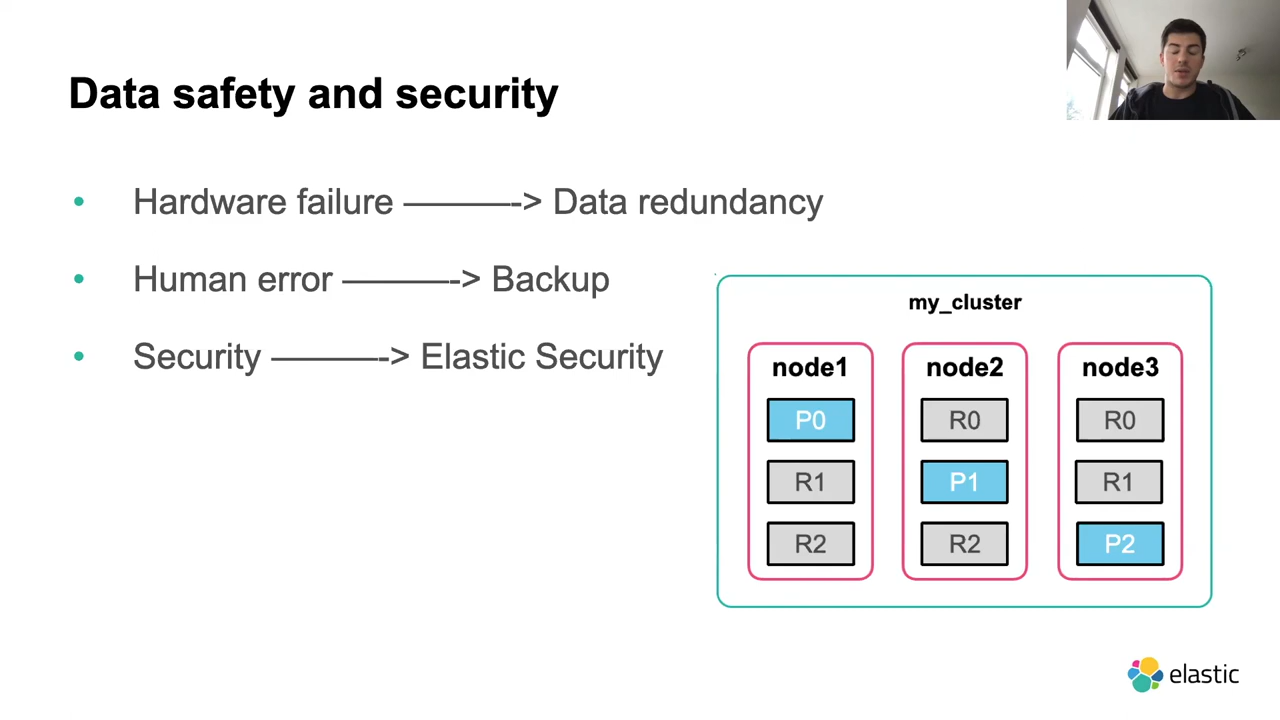 Data safety and security
• Hardware failure ———-> Data redundancy
• Human error ———-> Backup
• Security ———-> Elastic Security
my_cluster
node1 node2 node3
P0 R0 R0
R1 P1 R1
R2 R2 P2
elastic